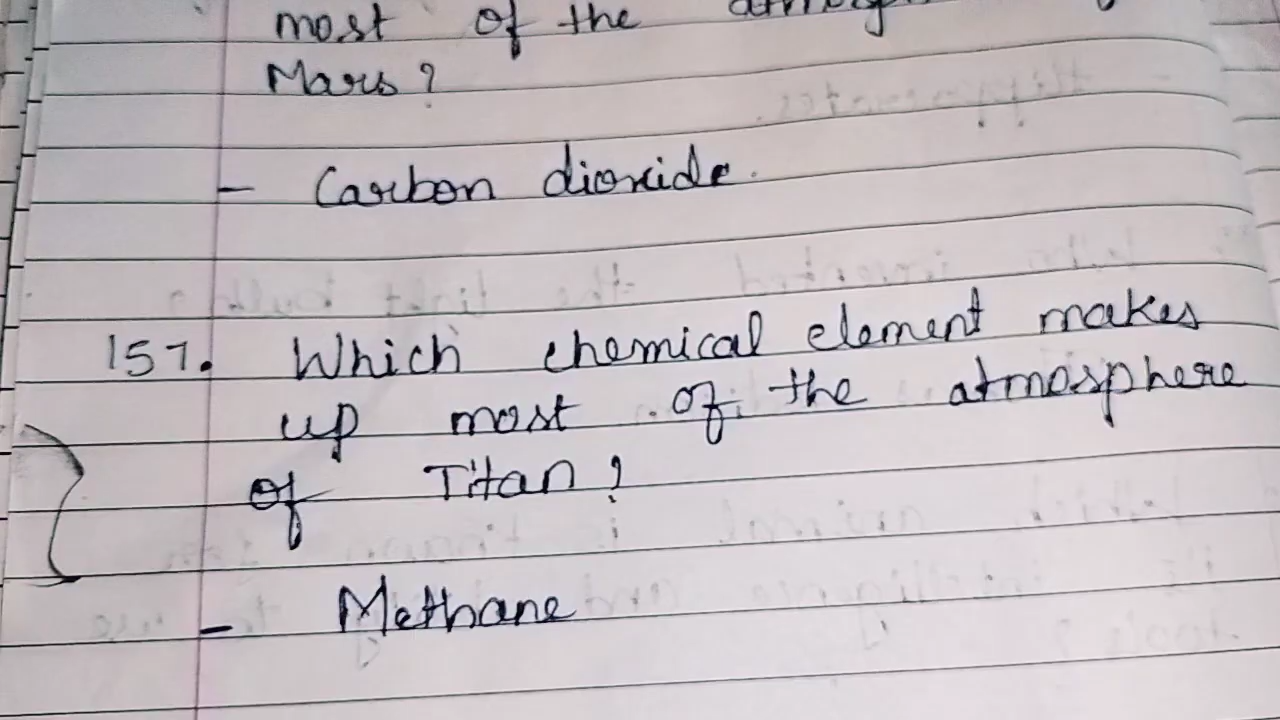 most of the
Mars?
- Carbon dioxide.
157. Which chemical element makes
up most of the atmosphere
of Titan?
- Methane